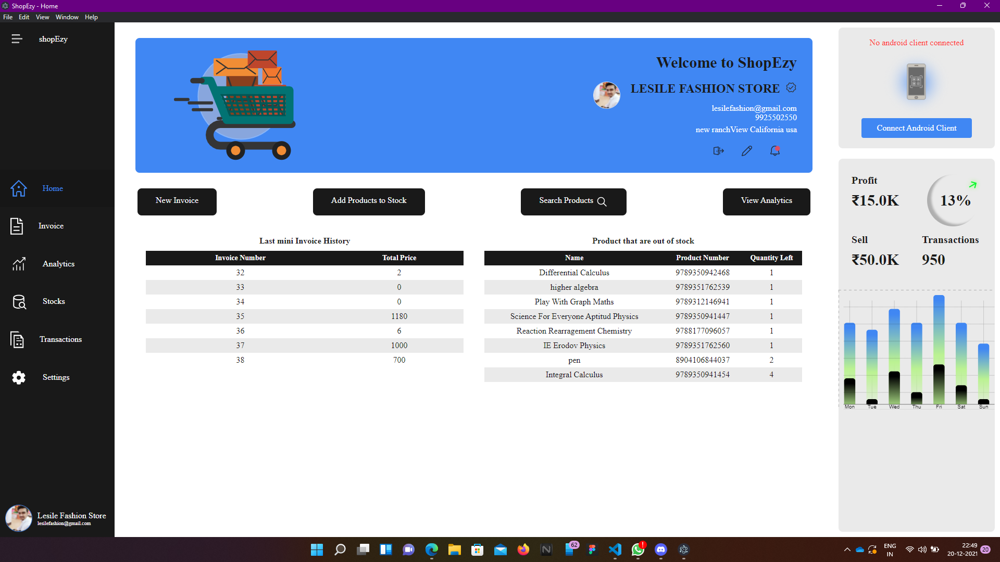 ShopEzy - Home
File Edit View Window Help
shopEzy
Home
Invoice
Analytics
Stocks
Transactions
Settings
Lesile Fashion Store
lesilefashion@gmail.com
Welcome to ShopEzy
LESILE FASHION STORE
lesilefashion@gmail.com
9925502550
new ranchView California usa
New Invoice
Add Products to Stock
Search Products
View Analytics
Last mini Invoice History
Invoice Number Total Price
32 2
33 0
34 0
35 1180
36 6
37 1000
38 700
Product that are out of stock
Name Product Number Quantity Left
Differential Calculus 9789350942468 1
higher algebra 9789351762539 1
Play With Graph Maths 9789312146941 1
Science For Everyone Aptitud Physics 9789350941447 1
Reaction Rearragement Chemistry 9788177096057 1
IE Erodov Physics 9789351762560 1
pen 8904106844037 2
Integral Calculus 9789350941454 4
No android client connected
Connect Android Client
Profit
₹15.0K
13%
Sell Transactions
₹50.0K 950
Mon Tue Wed Thu Fri Sat Sun
62
ENG
IN
22:49
20-12-2021
20